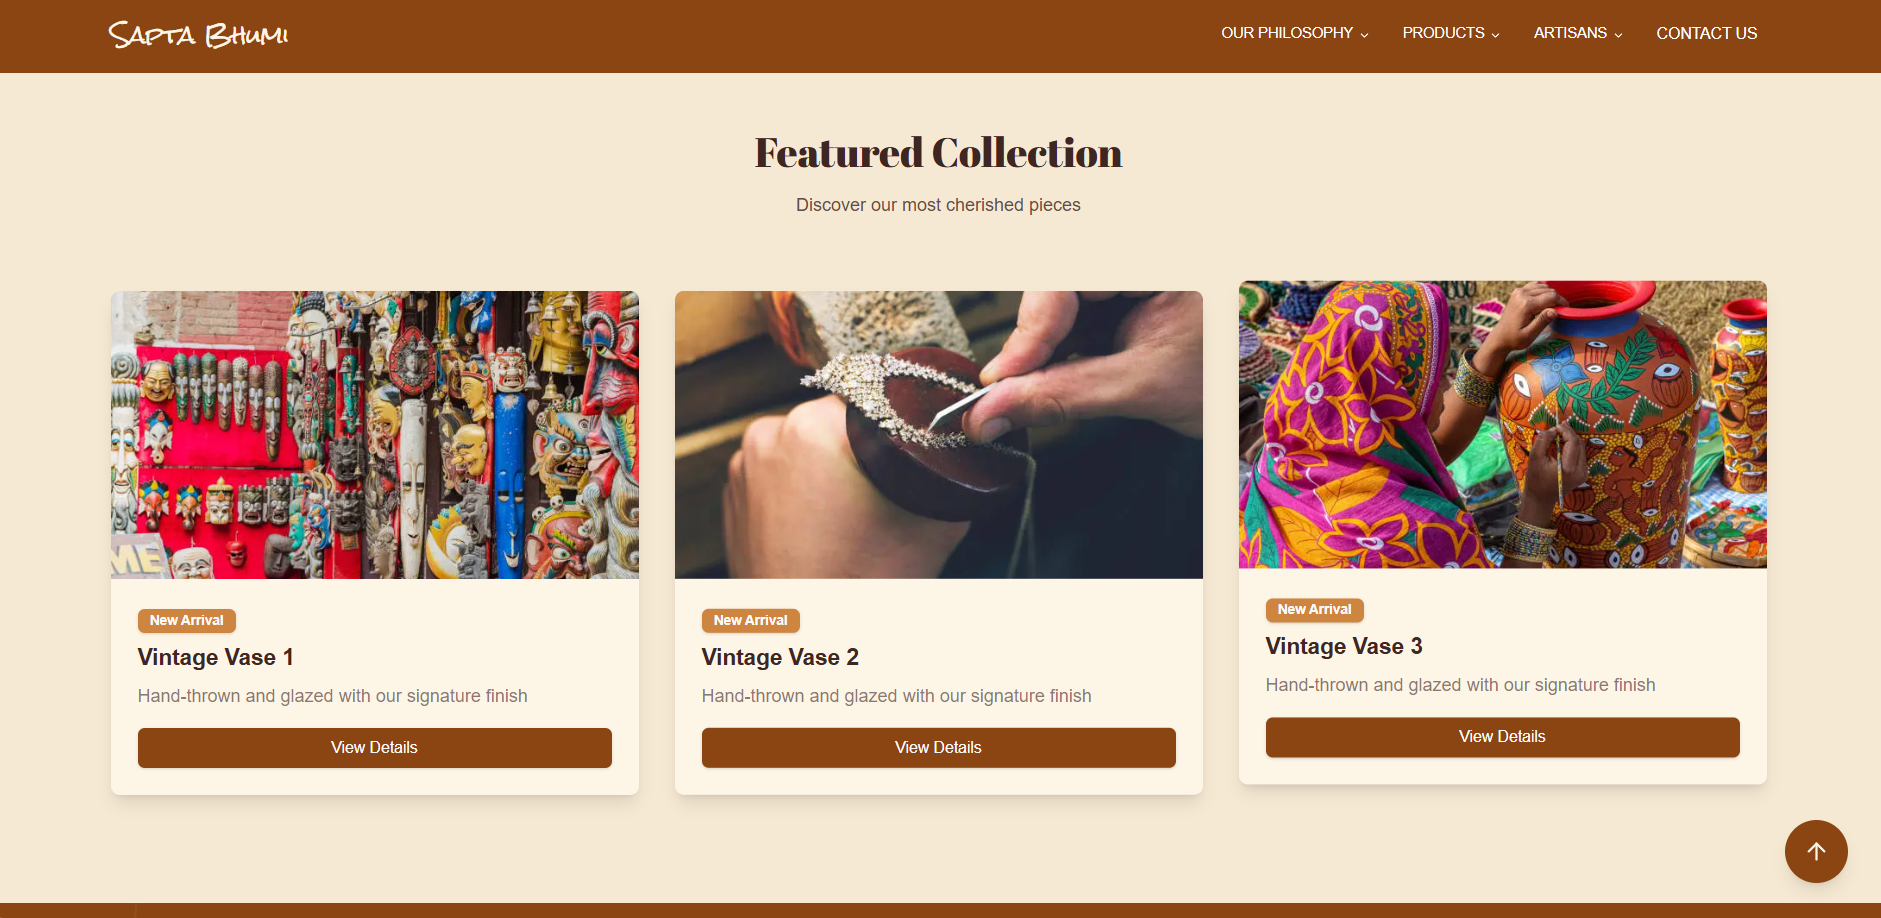 Sapta Bhumi
OUR PHILOSOPHY
PRODUCTS
ARTISANS
CONTACT US
Featured Collection
Discover our most cherished pieces
ME
New Arrival
Vintage Vase 1
Hand-thrown and glazed with our signature finish
View Details
New Arrival
Vintage Vase 2
Hand-thrown and glazed with our signature finish
View Details
New Arrival
Vintage Vase 3
Hand-thrown and glazed with our signature finish
View Details